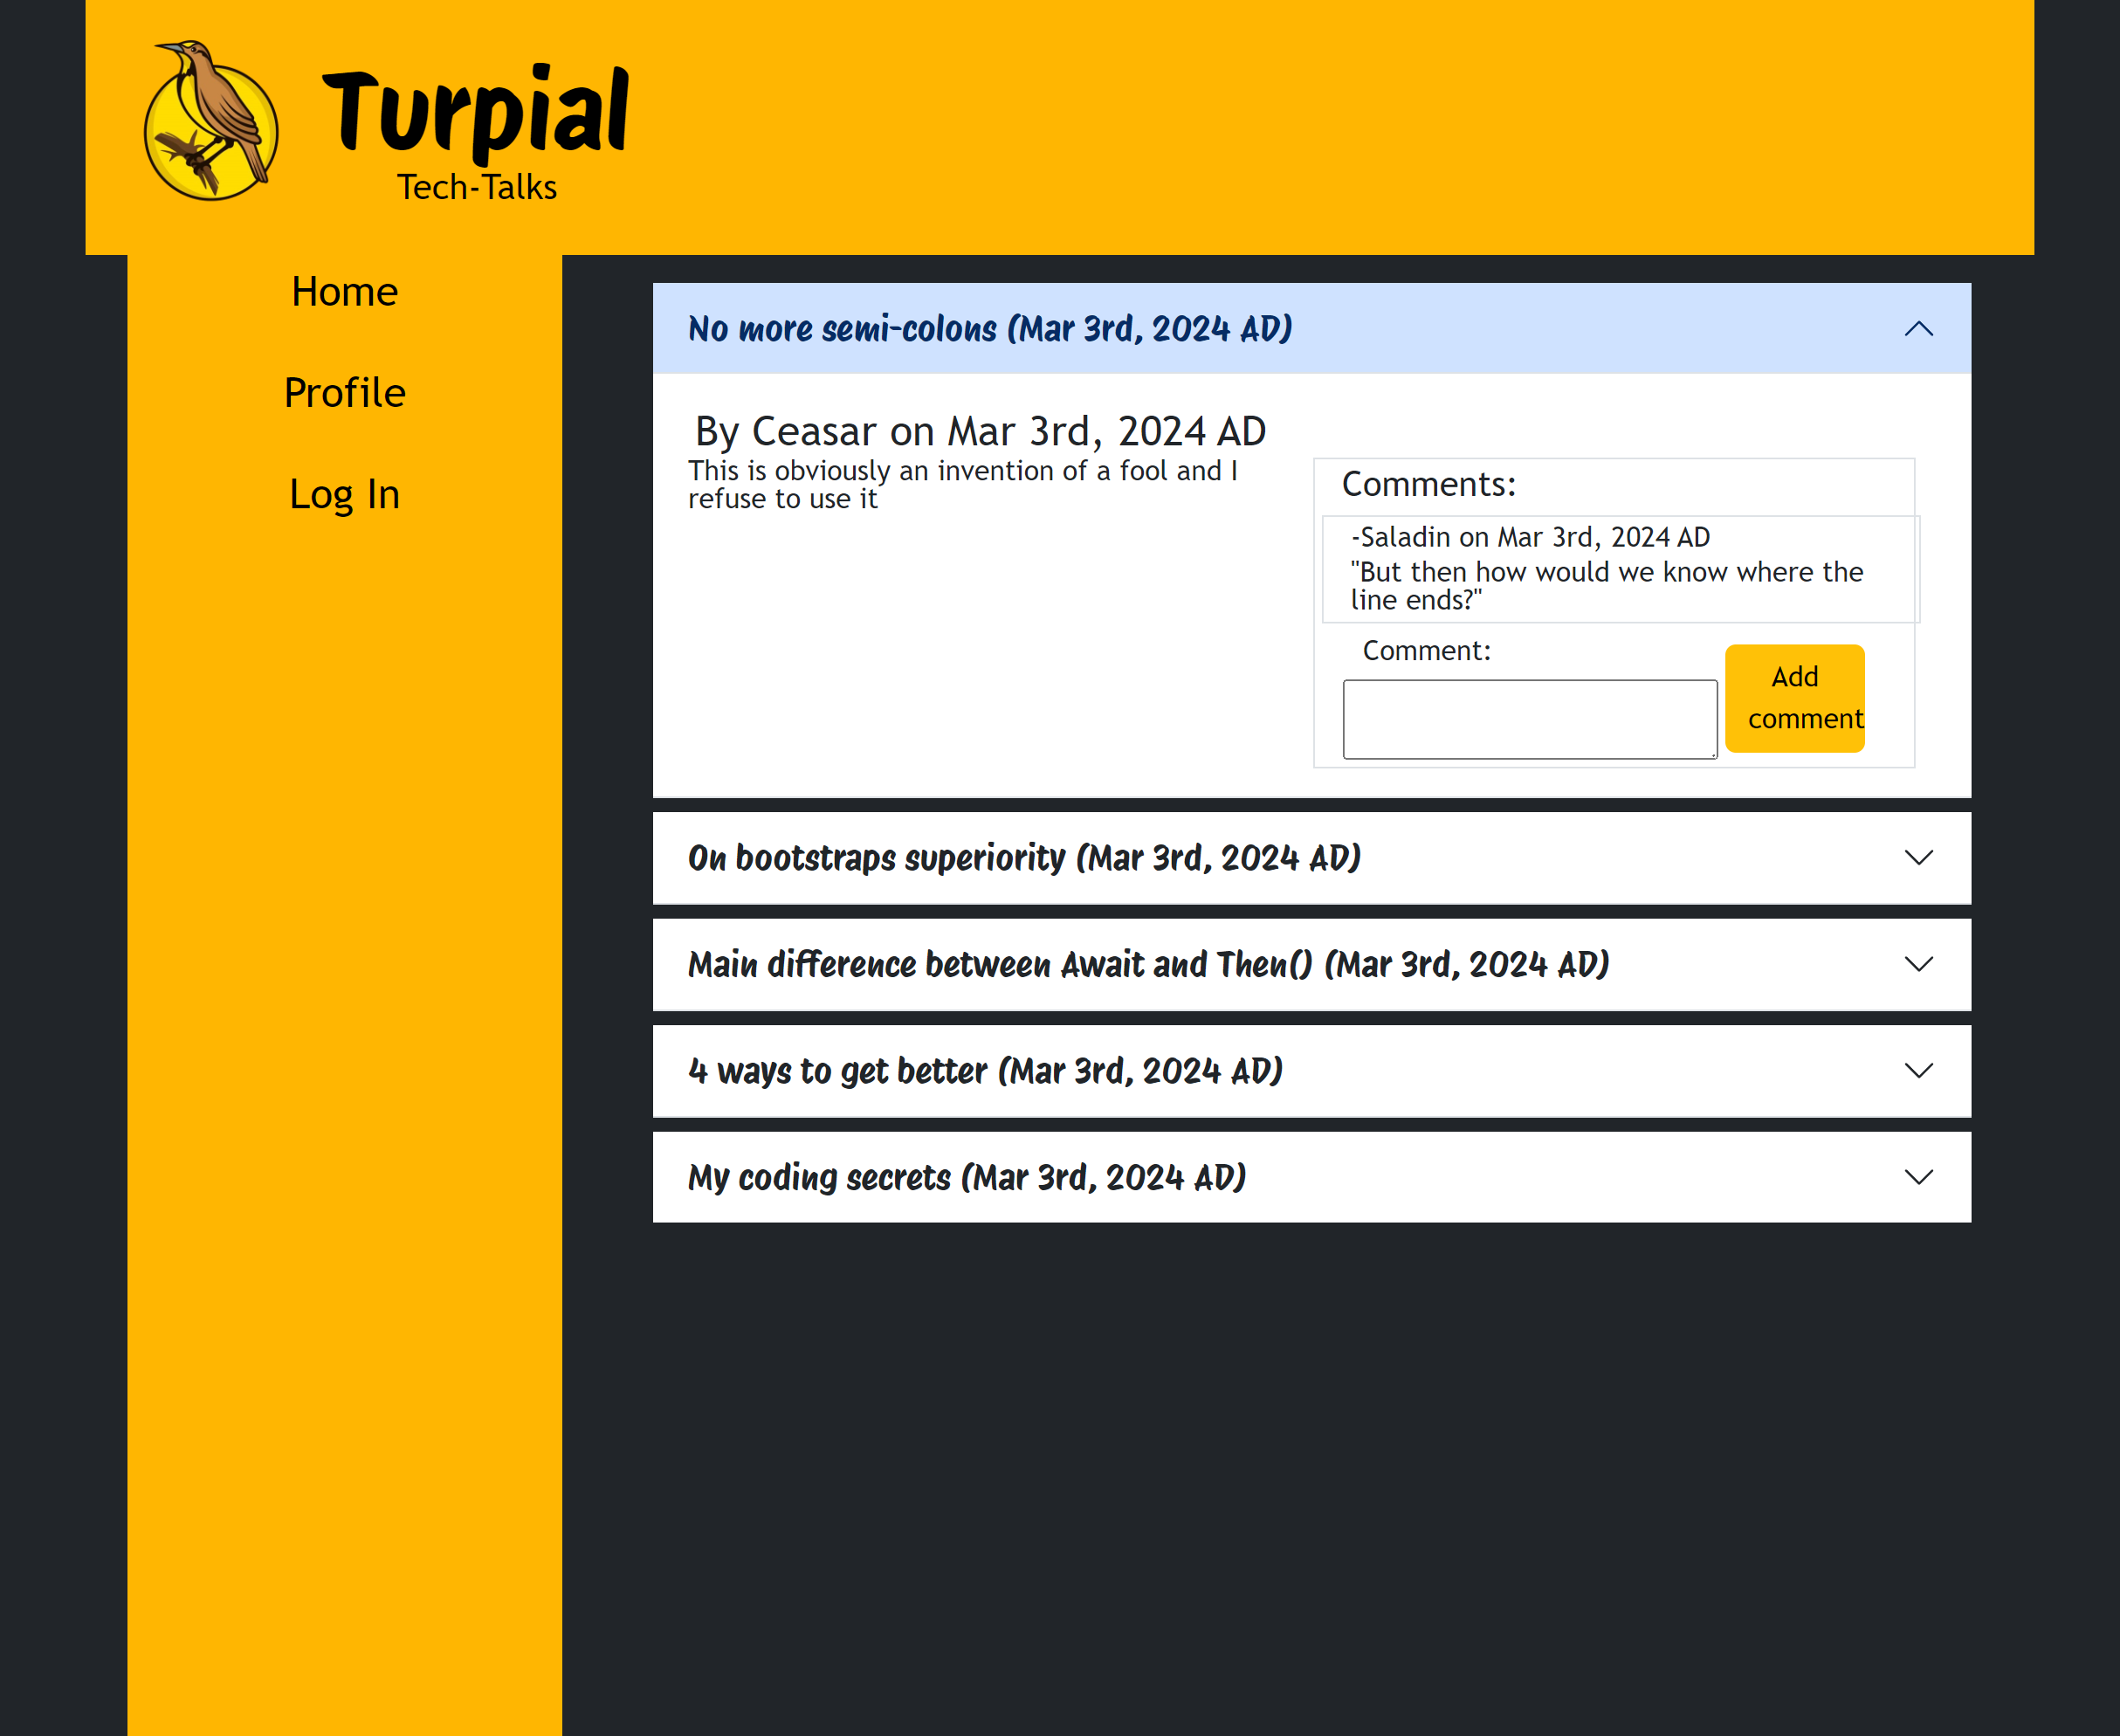 Turpial
Tech-Talks
Home
Profile
Log In
No more semi-colons (Mar 3rd, 2024 AD)
By Ceasar on Mar 3rd, 2024 AD
This is obviously an invention of a fool and I
refuse to use it
Comments:
-Saladin on Mar 3rd, 2024 AD
"But then how would we know where the
line ends?"
Comment:
Add
comment
On bootstraps superiority (Mar 3rd, 2024 AD)
Main difference between Await and Then() (Mar 3rd, 2024 AD)
4 ways to get better (Mar 3rd, 2024 AD)
My coding secrets (Mar 3rd, 2024 AD)